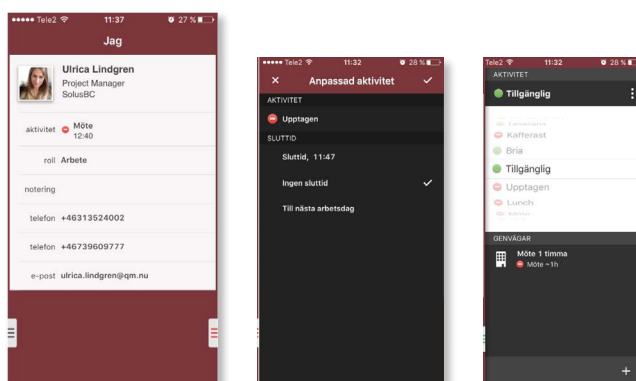 Tele2 11:37 27 %
Jag
Ulrica Lindgren
Project Manager
SolusBC
aktivitet Möte
12:40
roll Arbete
notering
telefon +46313524002
telefon +46739609777
e-post ulrica.lindgren@qm.nu
Tele2 11:32 28 %
× Anpassad aktivitet ✓
AKTIVITET
Upptagen
SLUTTID
Sluttid, 11:47
Ingen sluttid ✓
Till nästa arbetsdag
Tele2 11:32 28 %
AKTIVITET
Tillgänglig
Kafferast
Bria
Tillgänglig
Upptagen
Lunch
Möte
GENVÄGAR
Möte 1 timma
Möte ~1h
+